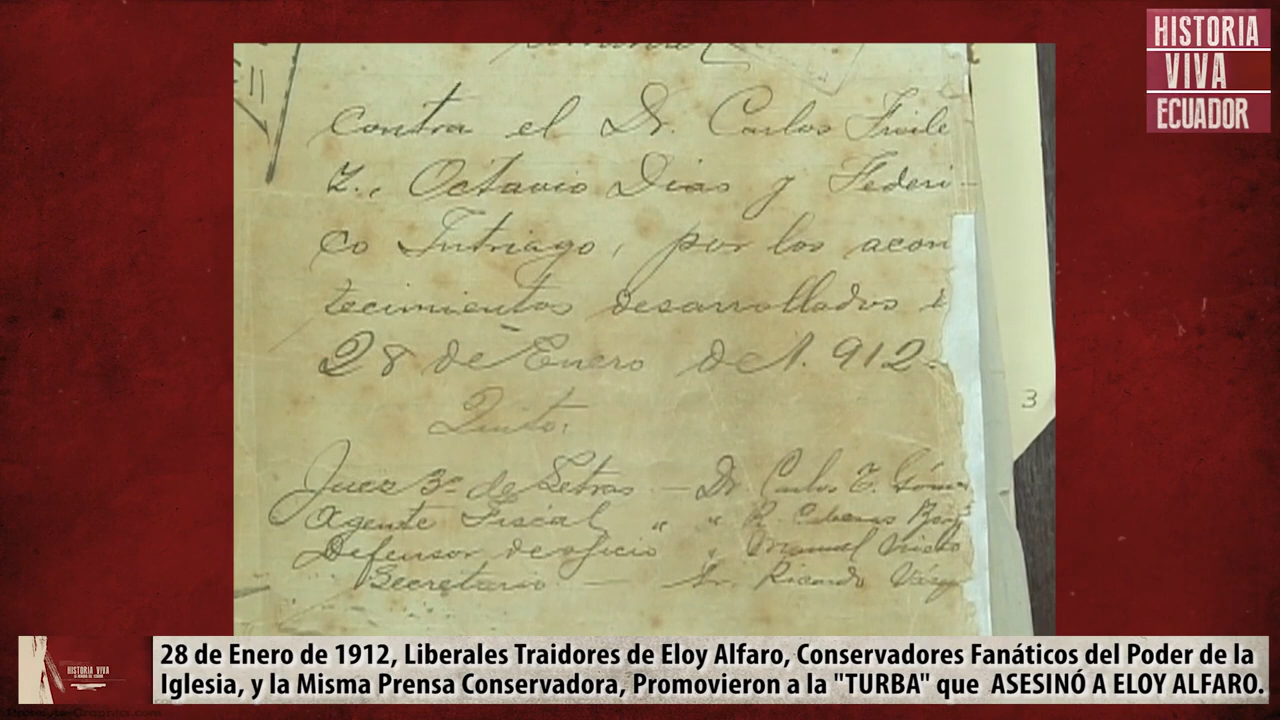 HISTORIA
VIVA
ECUADOR
contra el Dr. Carlos Freile
Z., Octavio Dias y Federi-
co Intriago, por los acon
tecimientos desarrollados
28 de Enero de 1.912.
Quito.
Juez 3º de Letras — Dr Carlos
Agente Fiscal " "
Defensor de oficio " Manuel
Secretario — Sr. Ricardo
3
HISTORIA VIVA
28 de Enero de 1912, Liberales Traidores de Eloy Alfaro, Conservadores Fanáticos del Poder de la
Iglesia, y la Misma Prensa Conservadora, Promovieron a la "TURBA" que ASESINÓ A ELOY ALFARO.